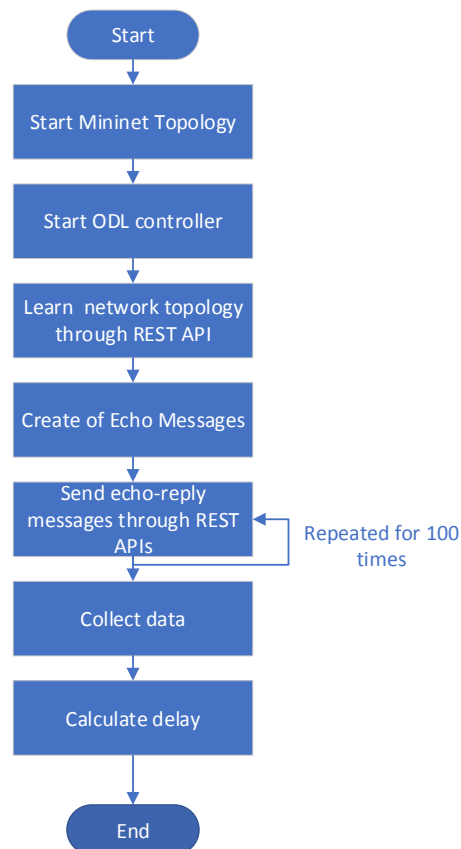 Start
Start Mininet Topology
Start ODL controller
Learn network topology
through REST API
Create of Echo Messages
Send echo-reply
messages through REST
APIs
Repeated for 100
times
Collect data
Calculate delay
End